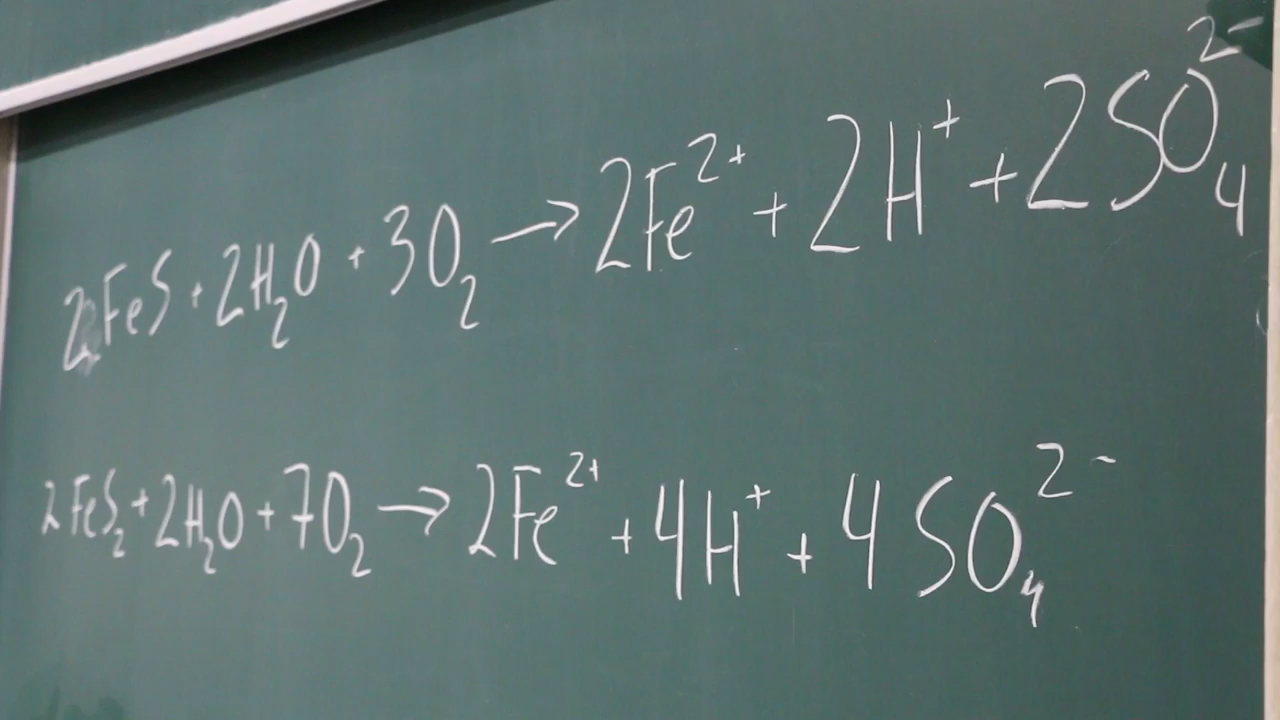 2FeS + 2H₂O + 3O₂ → 2Fe²⁺ + 2H⁺ + 2SO₄²⁻
2FeS₂ + 2H₂O + 7O₂ → 2Fe²⁺ + 4H⁺ + 4SO₄²⁻